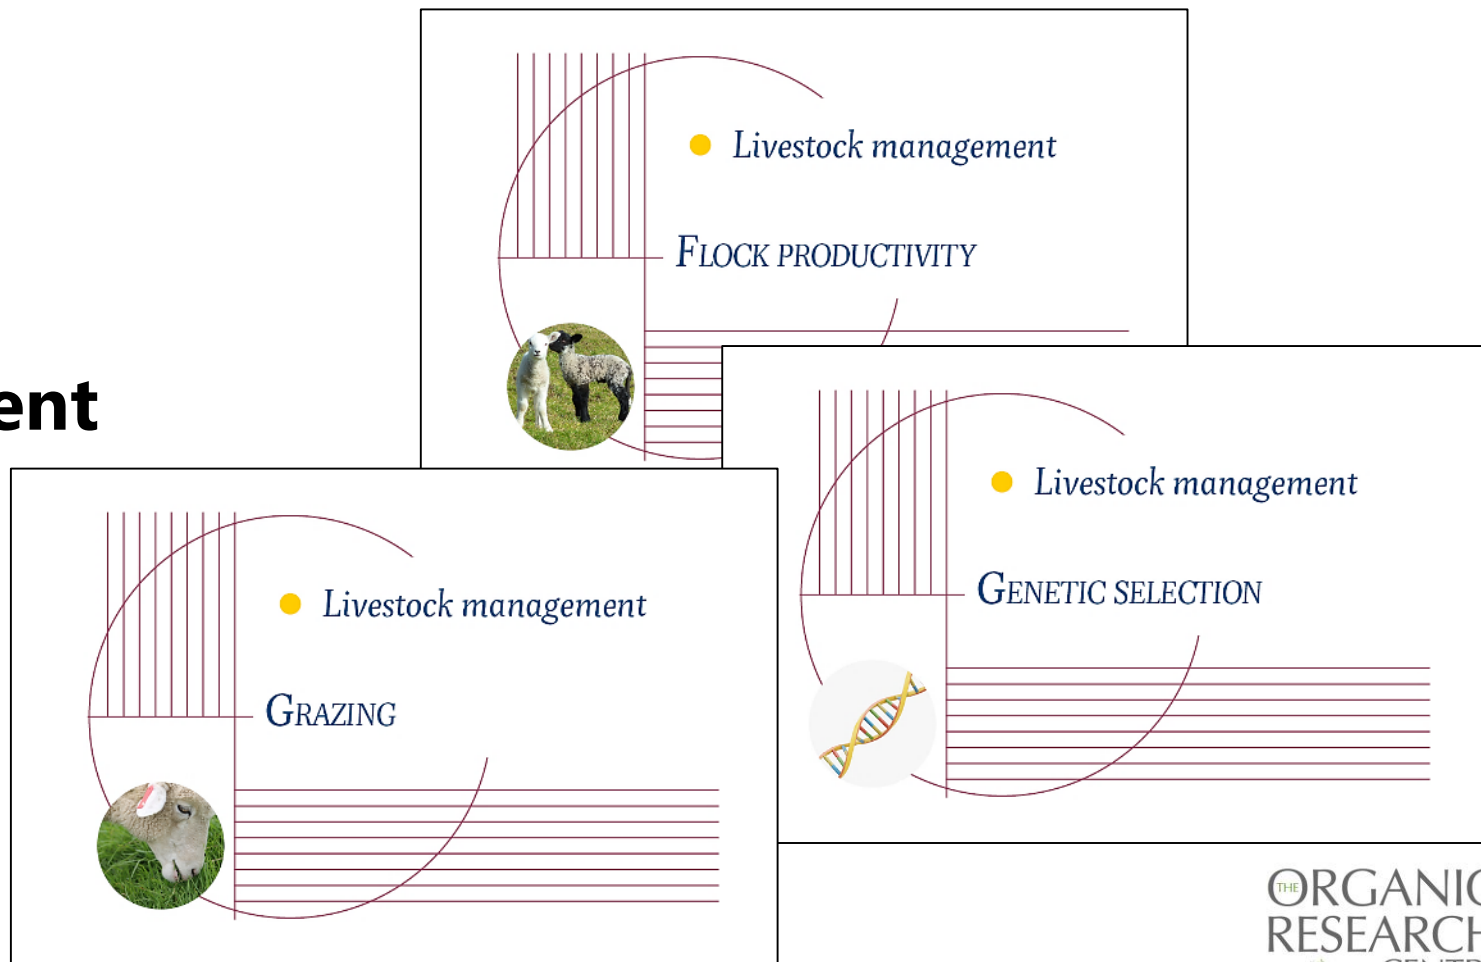 Livestock management
FLOCK PRODUCTIVITY
ent
Livestock management
GENETIC SELECTION
Livestock management
GRAZING
THE
ORGANIC
RESEARCH